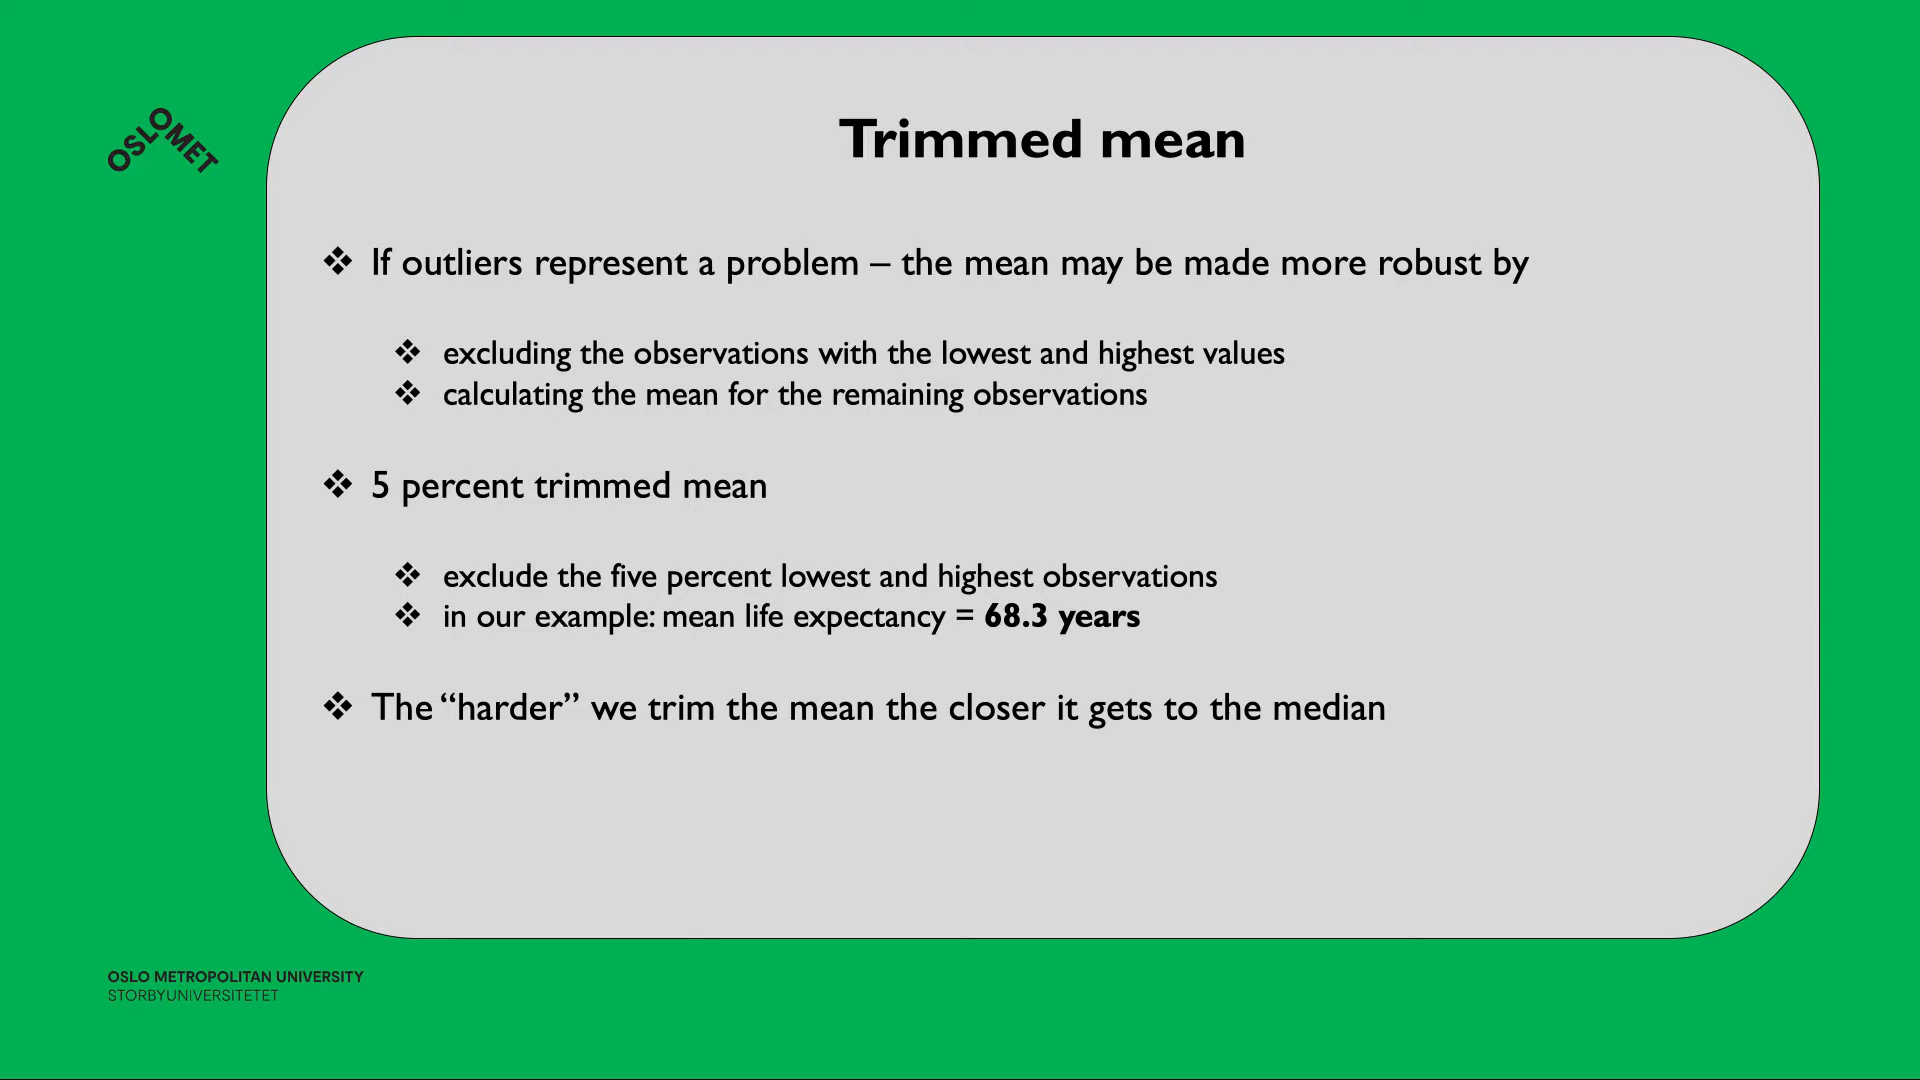 OSLOMET
Trimmed mean
❖ If outliers represent a problem – the mean may be made more robust by
❖ excluding the observations with the lowest and highest values
❖ calculating the mean for the remaining observations
❖ 5 percent trimmed mean
❖ exclude the five percent lowest and highest observations
❖ in our example: mean life expectancy = 68.3 years
❖ The “harder” we trim the mean the closer it gets to the median
OSLO METROPOLITAN UNIVERSITY
STORBYUNIVERSITETET